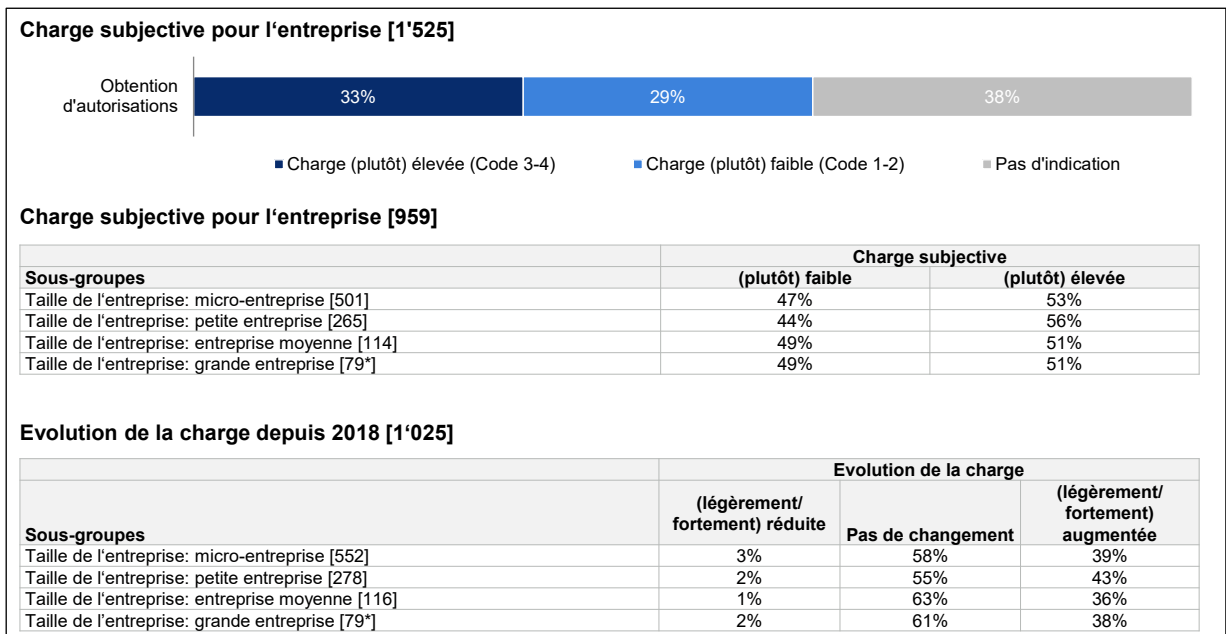 Charge subjective pour l‘entreprise [1'525]
Obtention
d'autorisations
33% 29% 38%
Charge (plutôt) élevée (Code 3-4) Charge (plutôt) faible (Code 1-2) Pas d'indication
Charge subjective pour l‘entreprise [959]
Charge subjective
Sous-groupes (plutôt) faible (plutôt) élevée
Taille de l‘entreprise: micro-entreprise [501] 47% 53%
Taille de l‘entreprise: petite entreprise [265] 44% 56%
Taille de l‘entreprise: entreprise moyenne [114] 49% 51%
Taille de l‘entreprise: grande entreprise [79*] 49% 51%
Evolution de la charge depuis 2018 [1‘025]
Evolution de la charge
Sous-groupes (légèrement/ fortement) réduite Pas de changement (légèrement/ fortement) augmentée
Taille de l‘entreprise: micro-entreprise [552] 3% 58% 39%
Taille de l‘entreprise: petite entreprise [278] 2% 55% 43%
Taille de l‘entreprise: entreprise moyenne [116] 1% 63% 36%
Taille de l’entreprise: grande entreprise [79*] 2% 61% 38%